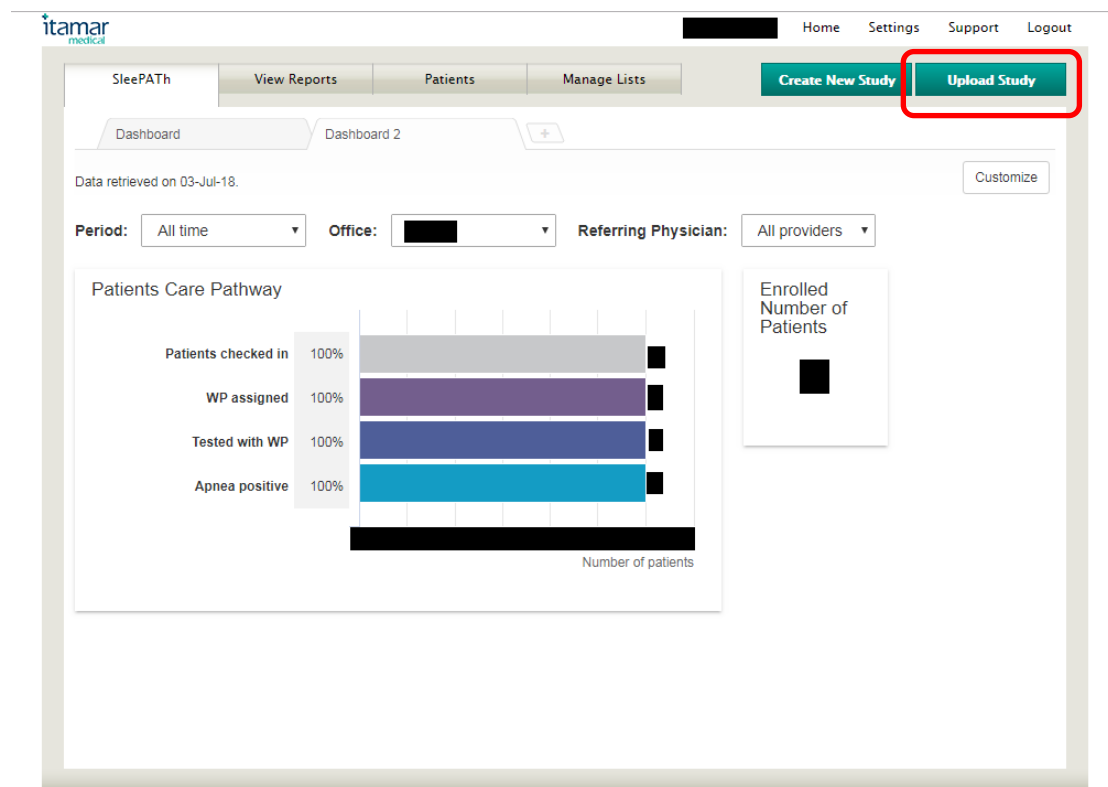 itamar
medical
Home Settings Support Logout
SleePATh View Reports Patients Manage Lists Create New Study Upload Study
Dashboard Dashboard 2 +
Data retrieved on 03-Jul-18.
Customize
Period: All time Office: Referring Physician: All providers
Patients Care Pathway
Enrolled
Number of
Patients
Patients checked in 100%
WP assigned 100%
Tested with WP 100%
Apnea positive 100%
Number of patients